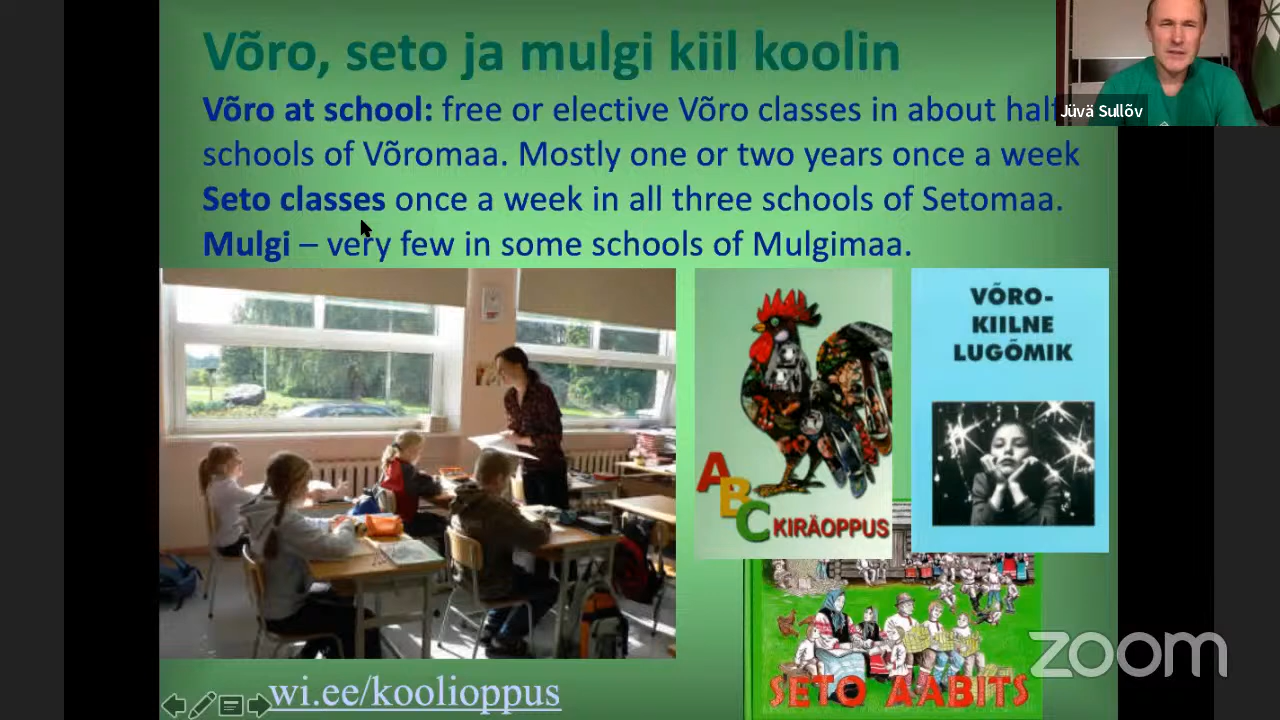 Võro, seto ja mulgi kiil koolin
Võro at school: free or elective Võro classes in about half
schools of Võromaa. Mostly one or two years once a week
Seto classes once a week in all three schools of Setomaa.
Mulgi – very few in some schools of Mulgimaa.
Jüvä Sullõv
ABC KIRÄOPPUS
VÕRO-
KIILNE
LUGÕMIK
SETO AABITS
wi.ee/koolioppus
zoom